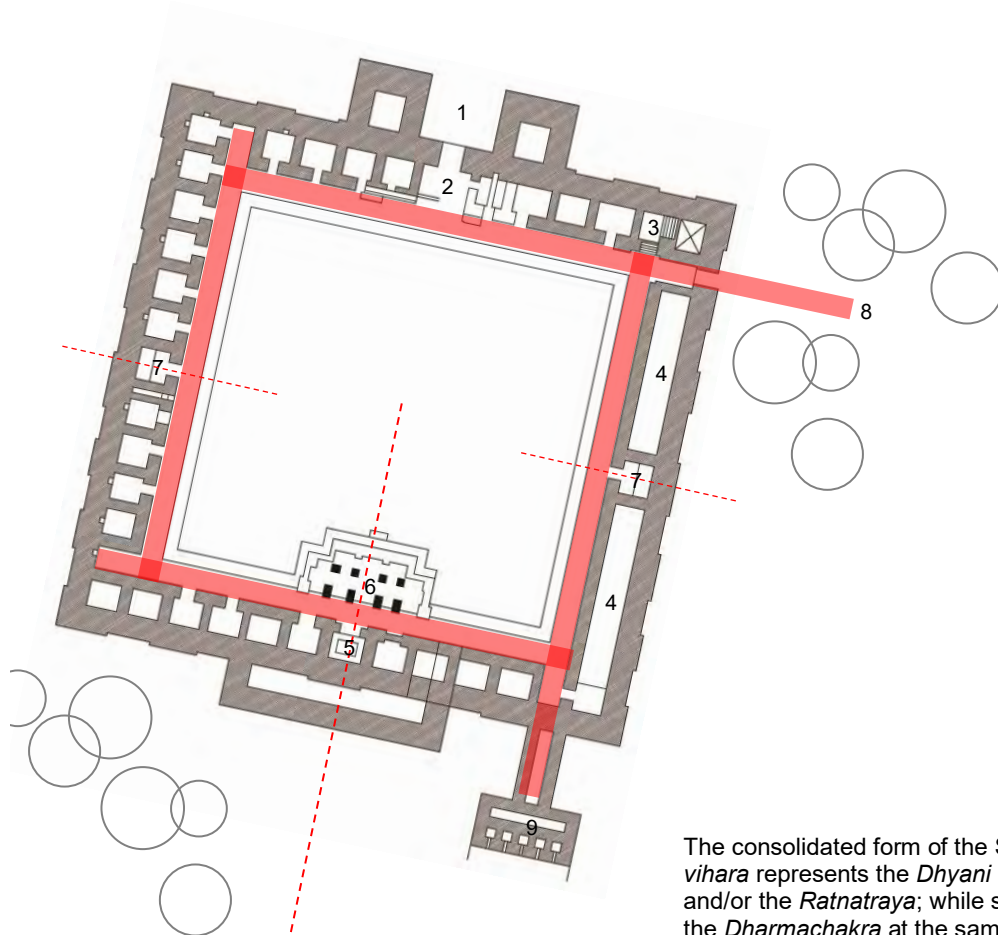 1
2
3
8
4
7
7
6
4
5
9
The consolidated form of the
vihara represents the Dhyani
and/or the Ratnatraya; while
the Dharmachakra at the